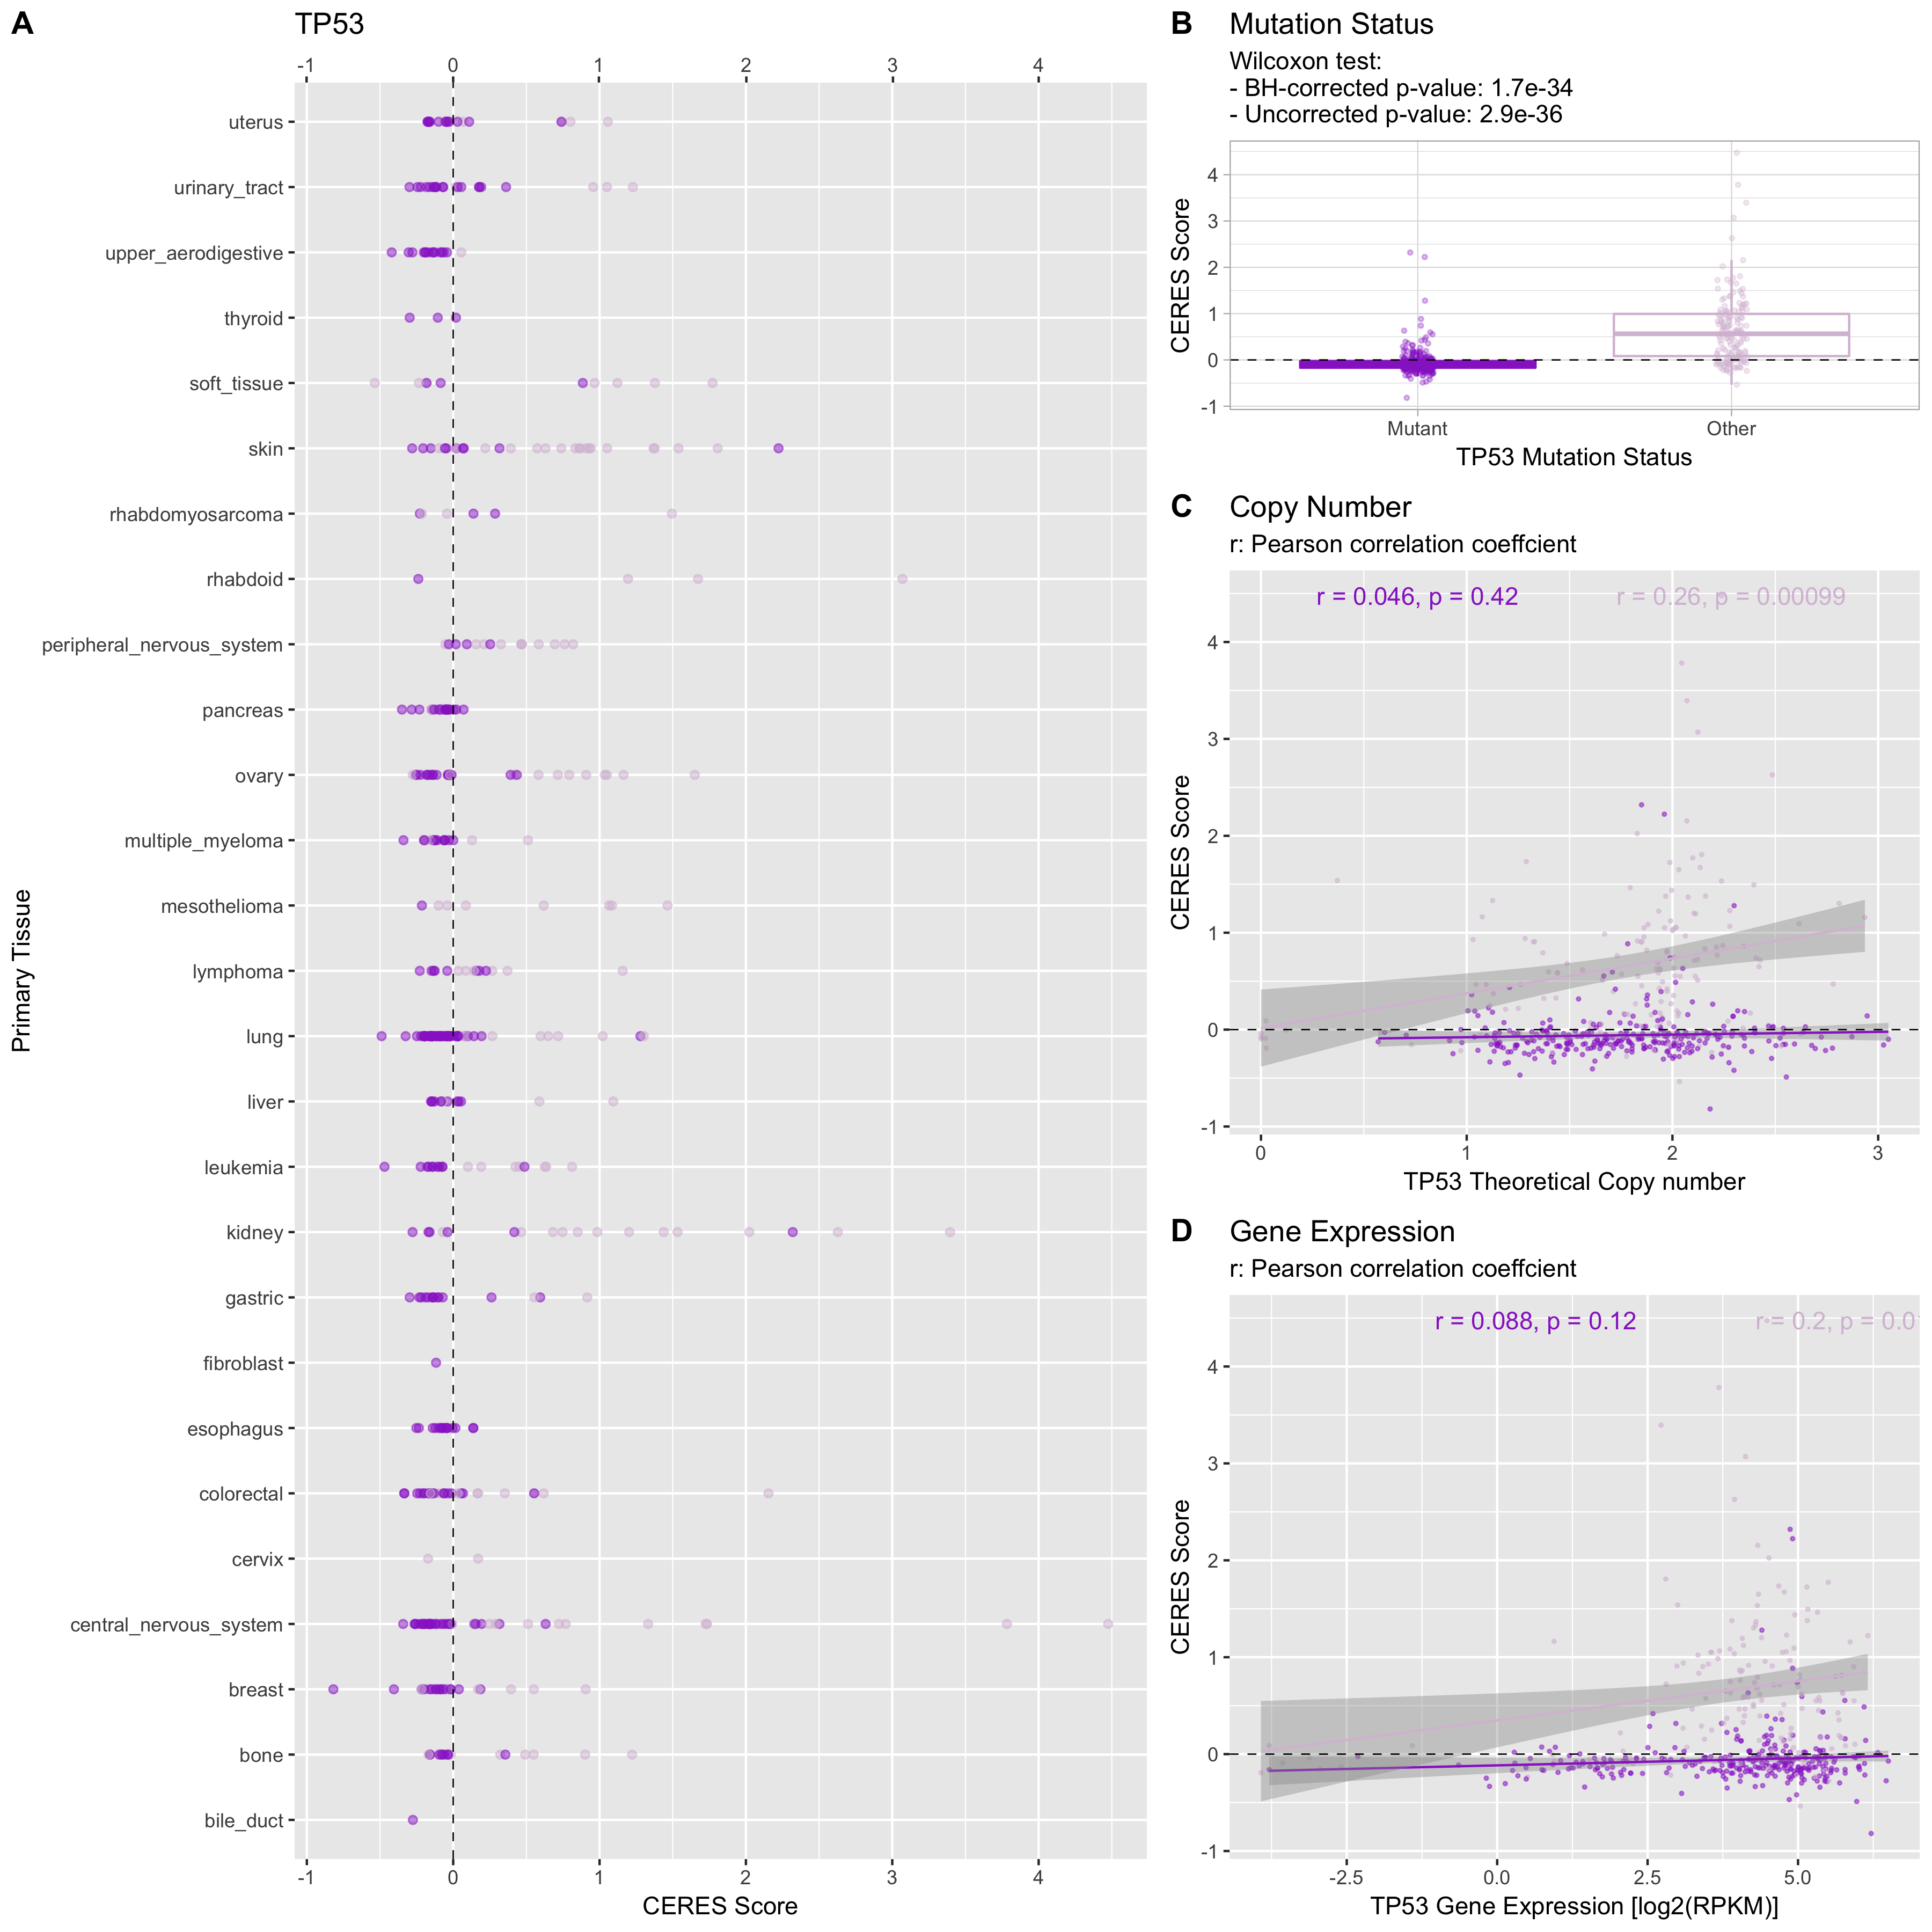 A
TP53
-1 0 1 2 3 4
uterus
urinary_tract
upper_aerodigestive
thyroid
soft_tissue
skin
rhabdomyosarcoma
rhabdoid
peripheral_nervous_system
pancreas
ovary
multiple_myeloma
mesothelioma
lymphoma
lung
liver
leukemia
kidney
gastric
fibroblast
esophagus
colorectal
cervix
central_nervous_system
breast
bone
bile_duct
Primary Tissue
-1 0 1 2 3 4
CERES Score
B
Mutation Status
Wilcoxon test:
- BH-corrected p-value: 1.7e-34
- Uncorrected p-value: 2.9e-36
4
3
2
1
0
-1
CERES Score
Mutant Other
TP53 Mutation Status
C
Copy Number
r: Pearson correlation coeffcient
r = 0.046, p = 0.42 r = 0.26, p = 0.00099
4
3
2
1
0
-1
CERES Score
0 1 2 3
TP53 Theoretical Copy number
D
Gene Expression
r: Pearson correlation coeffcient
r = 0.088, p = 0.12 r = 0.2, p = 0.0
4
3
2
1
0
-1
CERES Score
-2.5 0.0 2.5 5.0
TP53 Gene Expression [log2(RPKM)]